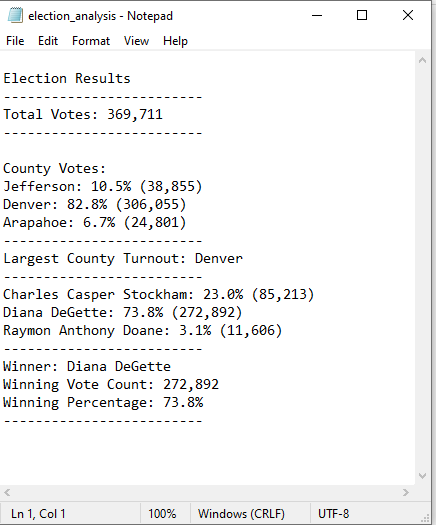 election_analysis - Notepad
File Edit Format View Help
Election Results
-------------------------
Total Votes: 369,711
-------------------------
County Votes:
Jefferson: 10.5% (38,855)
Denver: 82.8% (306,055)
Arapahoe: 6.7% (24,801)
-------------------------
Largest County Turnout: Denver
-------------------------
Charles Casper Stockham: 23.0% (85,213)
Diana DeGette: 73.8% (272,892)
Raymon Anthony Doane: 3.1% (11,606)
-------------------------
Winner: Diana DeGette
Winning Vote Count: 272,892
Winning Percentage: 73.8%
-------------------------
Ln 1, Col 1 100% Windows (CRLF) UTF-8